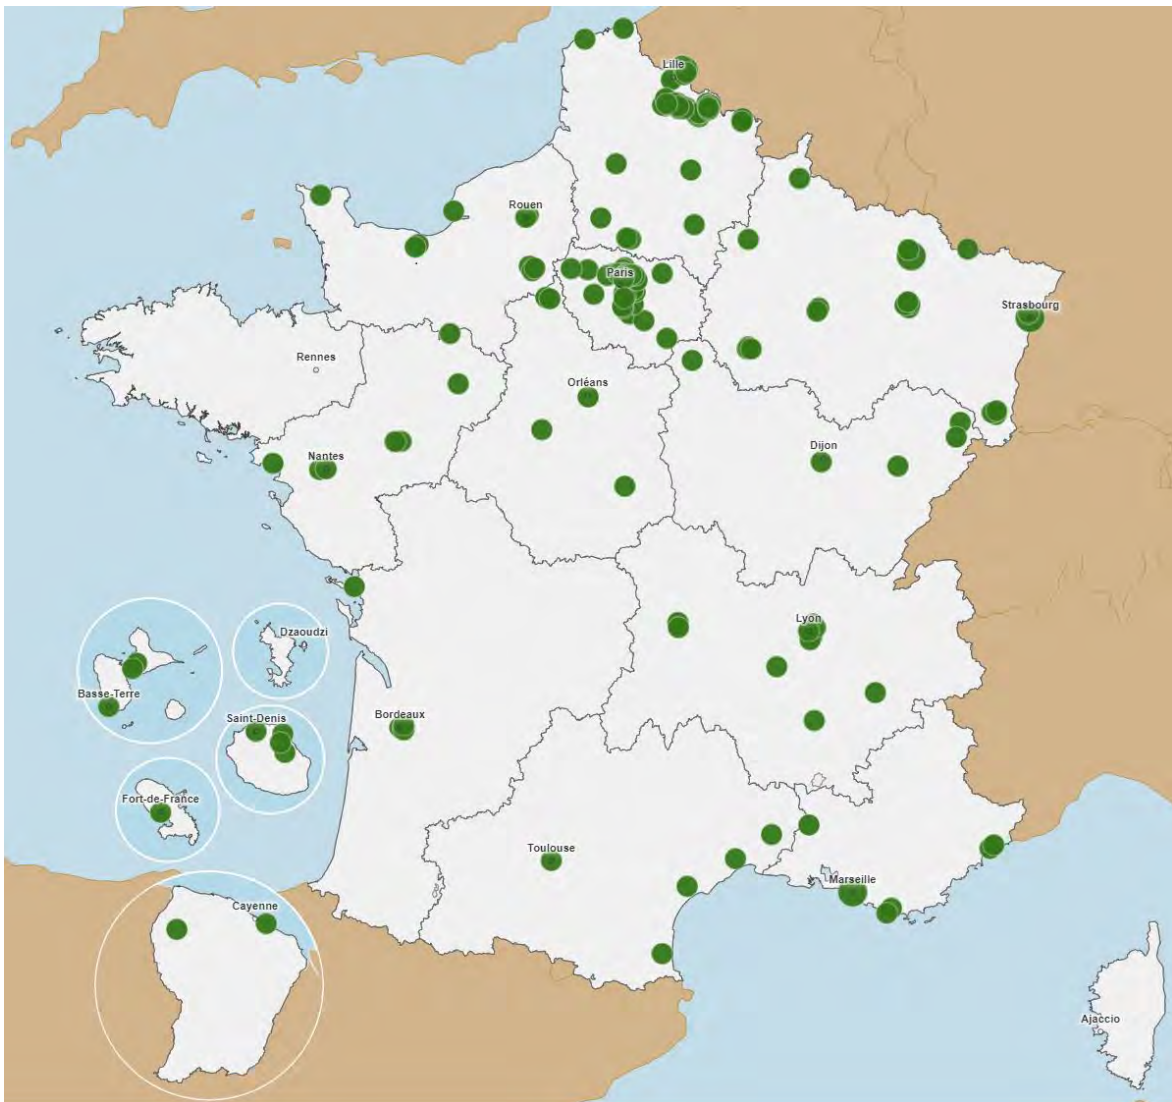 Lille
Rouen
Paris
Strasbourg
Rennes
Orléans
Dijon
Nantes
Lyon
Dzaoudzi
Basse-Terre
Saint-Denis
Bordeaux
Fort-de-France
Toulouse
Marseille
Cayenne
Ajaccio